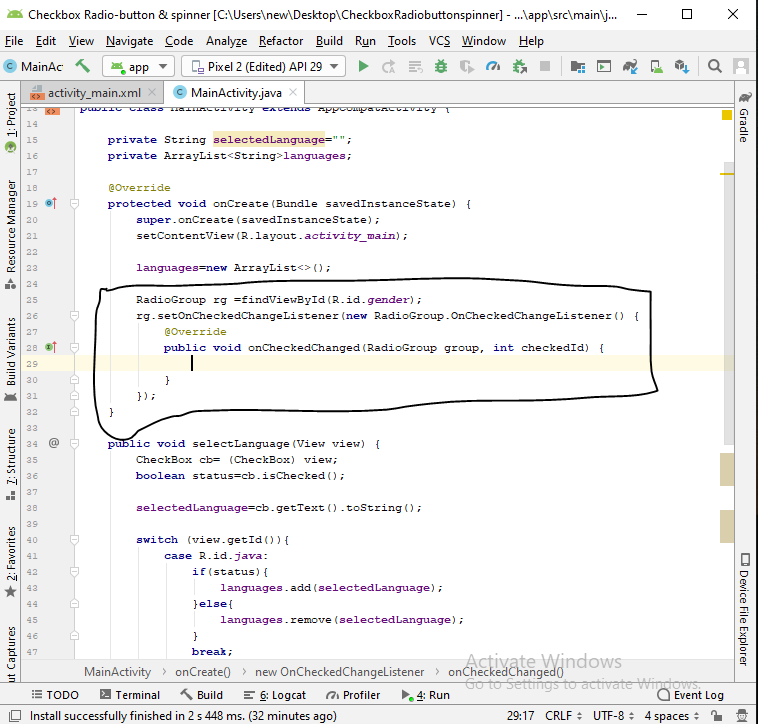 Checkbox Radio-button & spinner [C:\Users\new\Desktop\CheckboxRadiobuttonspinner] - ...\app\src\main\j...
File Edit View Navigate Code Analyze Refactor Build Run Tools VCS Window Help
MainAc app Pixel 2 (Edited) API 29
activity_main.xml MainActivity.java
13 public class MainActivity extends AppCompatActivity {
14
15 private String selectedLanguage="";
16 private ArrayList<String>languages;
17
18 @Override
19 protected void onCreate(Bundle savedInstanceState) {
20 super.onCreate(savedInstanceState);
21 setContentView(R.layout.activity_main);
22
23 languages=new ArrayList<>();
24
25 RadioGroup rg =findViewById(R.id.gender);
26 rg.setOnCheckedChangeListener(new RadioGroup.OnCheckedChangeListener() {
27 @Override
28 public void onCheckedChanged(RadioGroup group, int checkedId) {
29
30 }
31 });
32 }
33
34 @ public void selectLanguage(View view) {
35 CheckBox cb= (CheckBox) view;
36 boolean status=cb.isChecked();
37
38 selectedLanguage=cb.getText().toString();
39
40 switch (view.getId()){
41 case R.id.java:
42 if(status){
43 languages.add(selectedLanguage);
44 }else{
45 languages.remove(selectedLanguage);
46 }
47 break;
1: Project
Resource Manager
Build Variants
7: Structure
2: Favorites
ut Captures
Gradle
Device File Explorer
Activate Windows
Go to Settings to activate Windows.
MainActivity onCreate() new OnCheckedChangeListener onCheckedChanged()
TODO Terminal Build 6: Logcat Profiler 4: Run Event Log
Install successfully finished in 2 s 448 ms. (32 minutes ago) 29:17 CRLF UTF-8 4 spaces